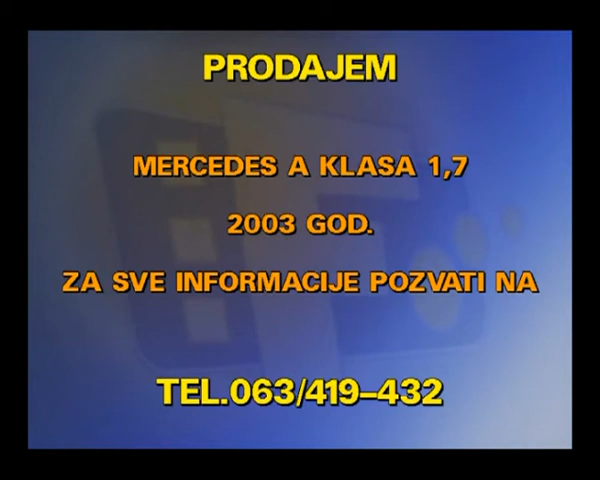 PRODAJEM
MERCEDES A KLASA 1,7
2003 GOD.
ZA SVE INFORMACIJE POZVATI NA
TEL.063/419-432